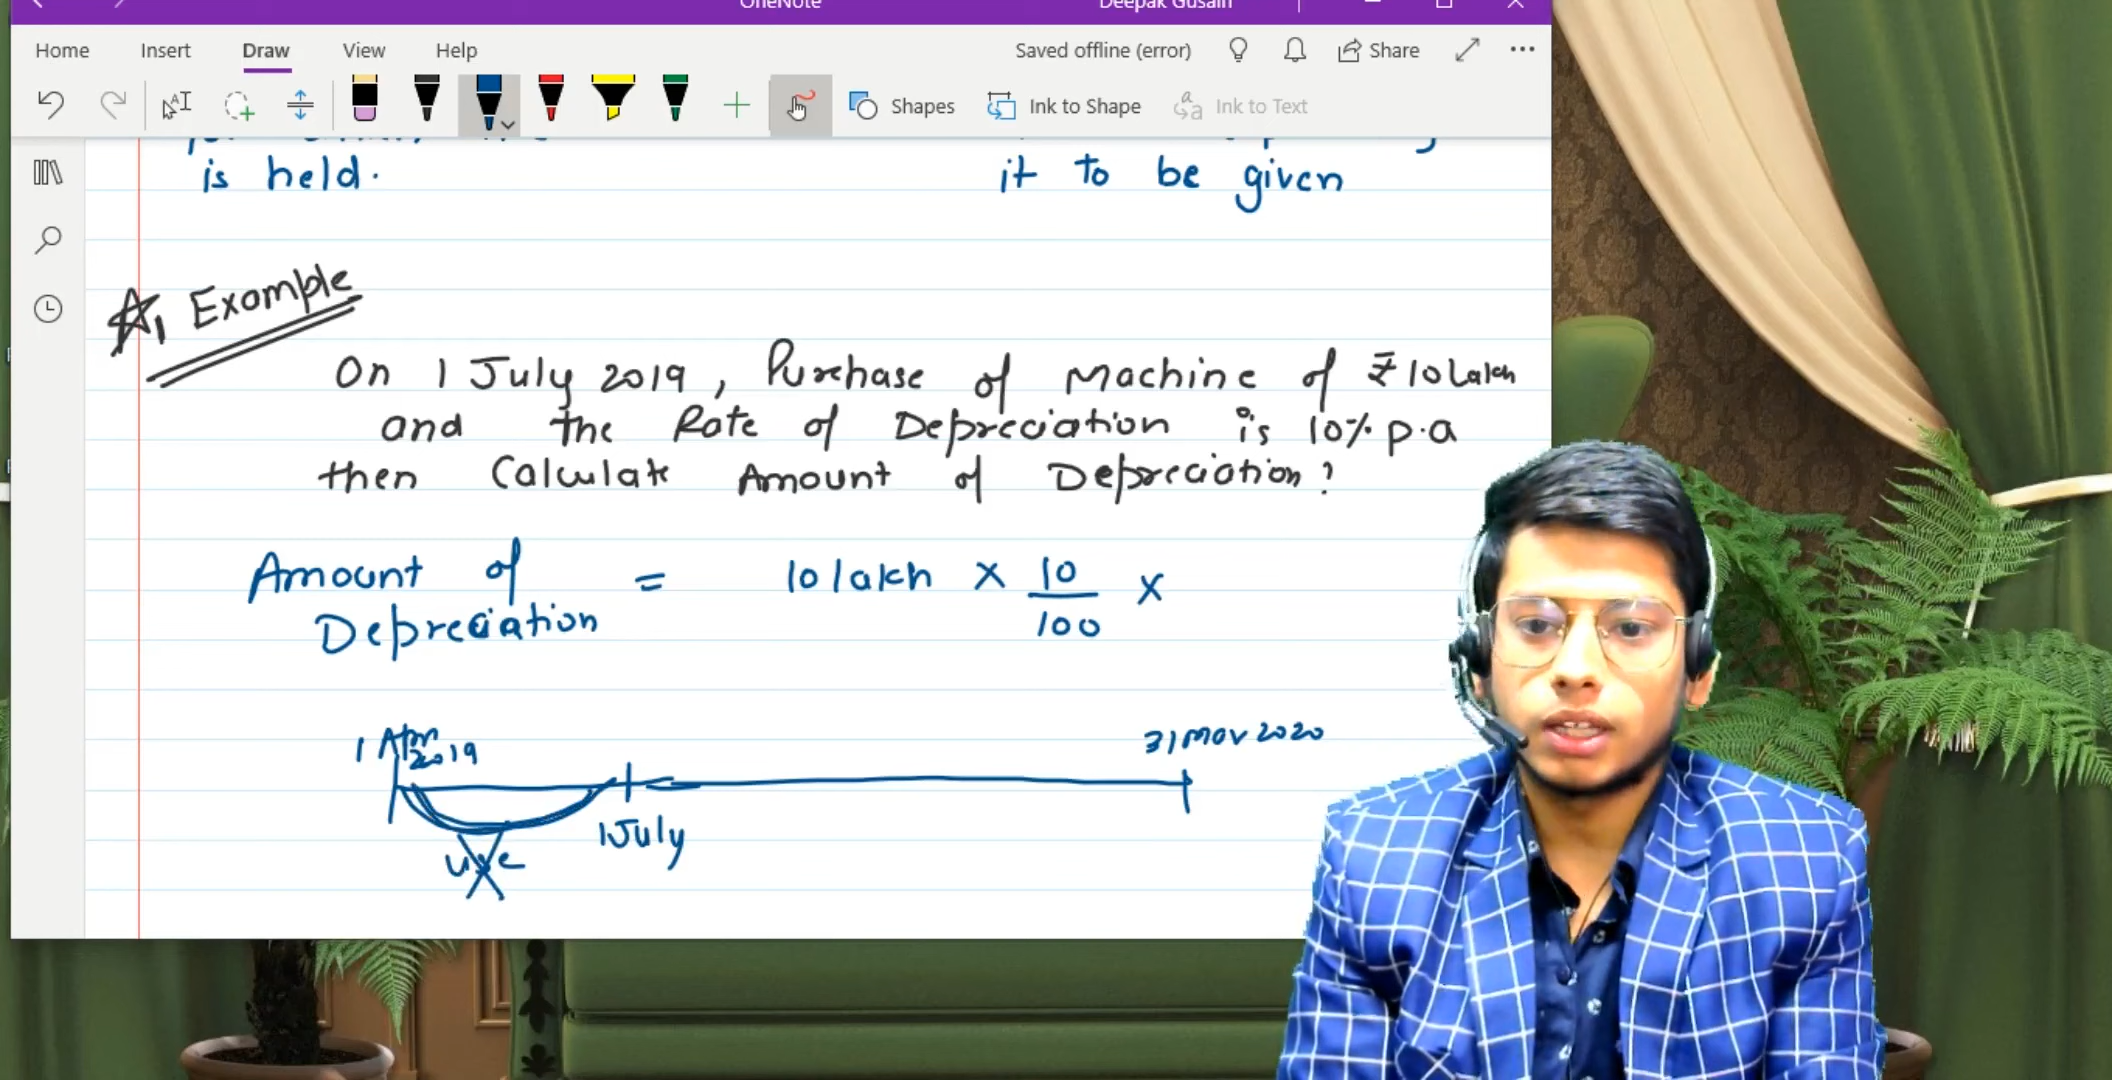 OneNote
Deepak Gusain
Home Insert Draw View Help
Saved offline (error) Share
Shapes Ink to Shape Ink to Text
is held.
it to be given
Example
On 1 July 2019, Purchase of Machine of ₹10 Lakh
and the Rate of Depreciation is 10% p.a
then Calculate Amount of Depreciation?
Amount of = 10 lakh × 10/100 ×
Depreciation
1 Apr 2019
31 Mar 2020
1 July
use